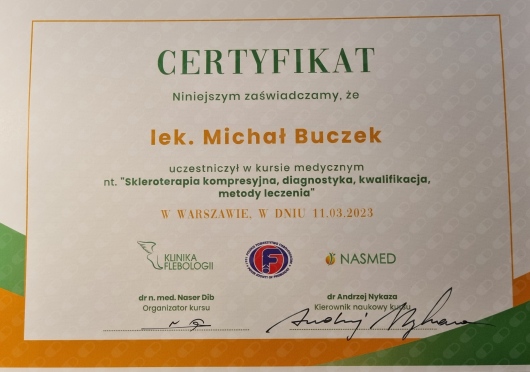 CERTYFIKAT
Niniejszym zaświadczamy, że
lek. Michał Buczek
uczestniczył w kursie medycznym
nt. "Skleroterapia kompresyjna, diagnostyka, kwalifikacja,
metody leczenia"
W WARSZAWIE, W DNIU 11.03.2023
KLINIKA
FLEBOLOGII
NASMED
dr n. med. Naser Dib
Organizator kursu
dr Andrzej Nykaza
Kierownik naukowy kursu